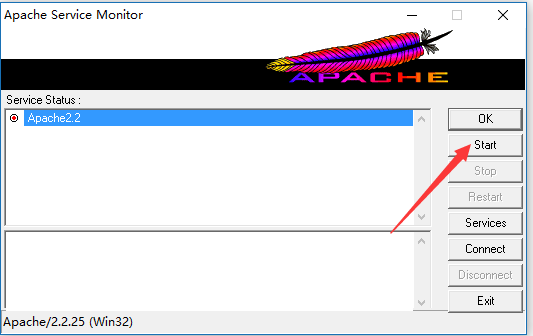 Apache Service Monitor
APACHE
Service Status :
Apache2.2
OK
Start
Stop
Restart
Services
Connect
Disconnect
Exit
Apache/2.2.25 (Win32)